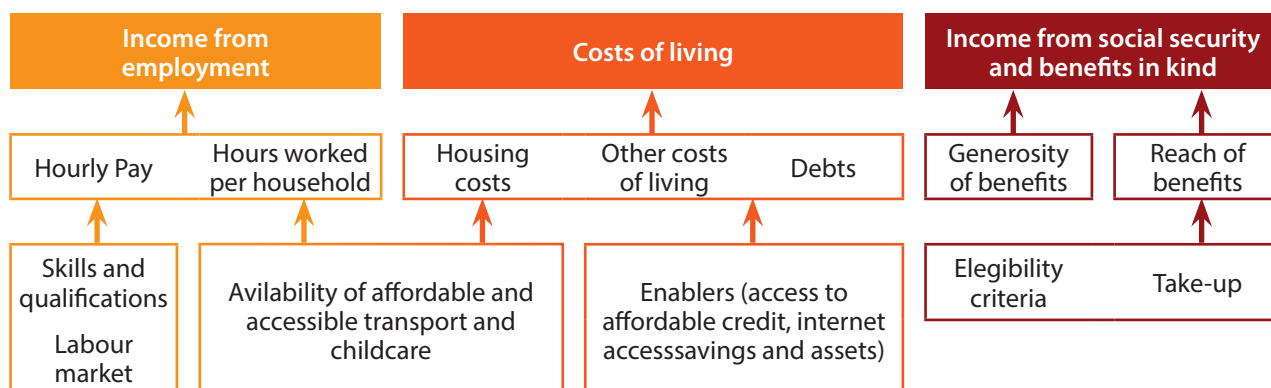 Income from
employment
Costs of living
Income from social security
and benefits in kind
Hourly Pay
Hours worked
per household
Housing
costs
Other costs
of living
Debts
Generosity
of benefits
Reach of
benefits
Skills and
qualifications
Labour
market
Avilability of affordable and
accessible transport and
childcare
Enablers (access to
affordable credit, internet
accesssavings and assets)
Elegibility
criteria
Take-up